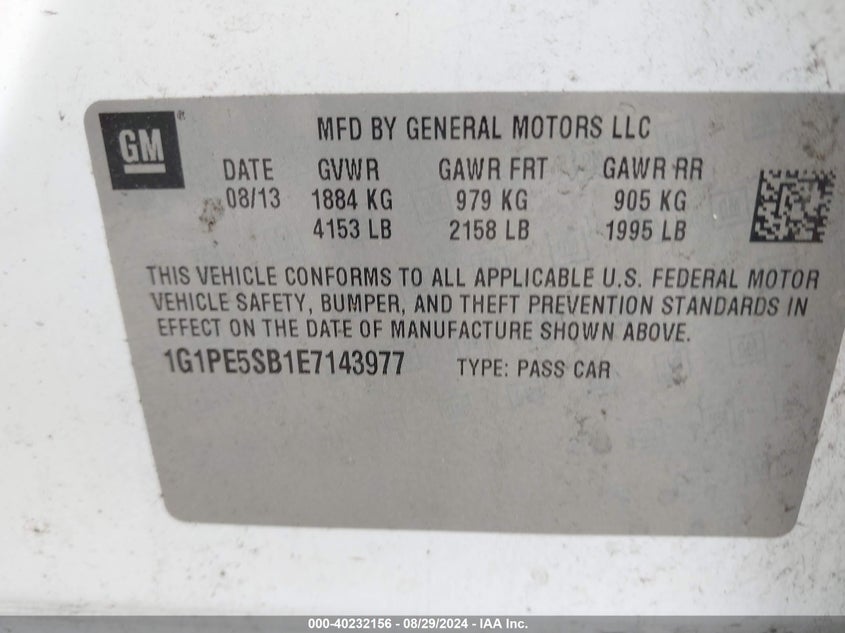 GM ®
MFD BY GENERAL MOTORS LLC
DATE GVWR GAWR FRT GAWR RR
08/13 1884 KG 979 KG 905 KG
4153 LB 2158 LB 1995 LB
THIS VEHICLE CONFORMS TO ALL APPLICABLE U.S. FEDERAL MOTOR
VEHICLE SAFETY, BUMPER, AND THEFT PREVENTION STANDARDS IN
EFFECT ON THE DATE OF MANUFACTURE SHOWN ABOVE.
1G1PE5SB1E7143977 TYPE: PASS CAR
000-40232156 - 08/29/2024 - IAA Inc.